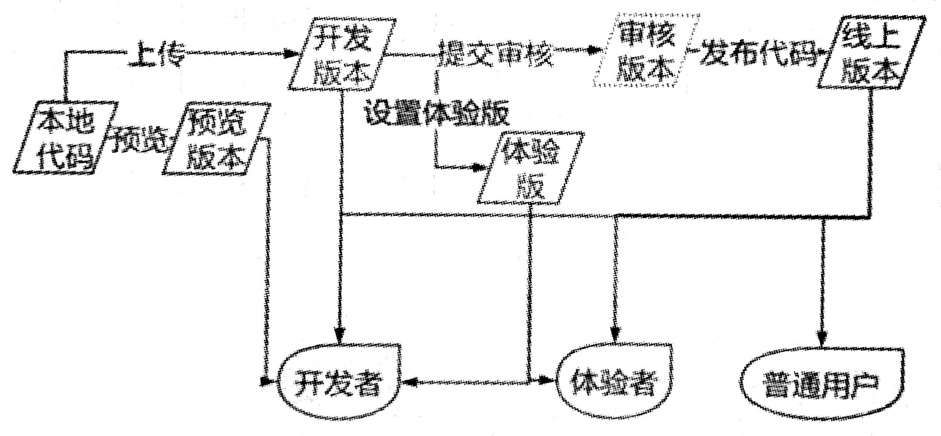 上传
开发
版本
提交审核
审核
版本
发布代码
线上
版本
本地
代码
预览
预览
版本
设置体验版
体验
版
开发者
体验者
普通用户